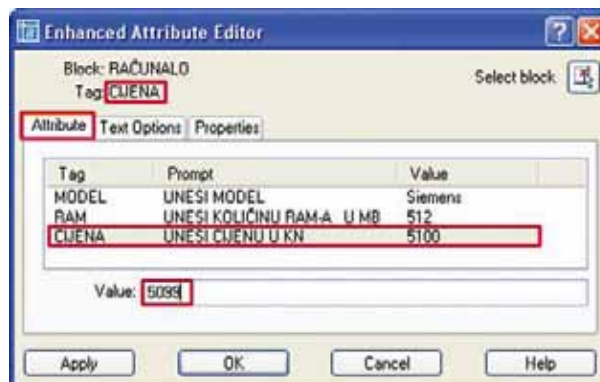 Enhanced Attribute Editor
Block: RAČUNALO
Tag: CIJENA
Select block
Attribute Text Options Properties
Tag Prompt Value
MODEL UNESI MODEL Siemens
RAM UNESI KOLIČINU RAM-A U MB 512
CIJENA UNESI CIJENU U KN 5100
Value: 5099
Apply OK Cancel Help